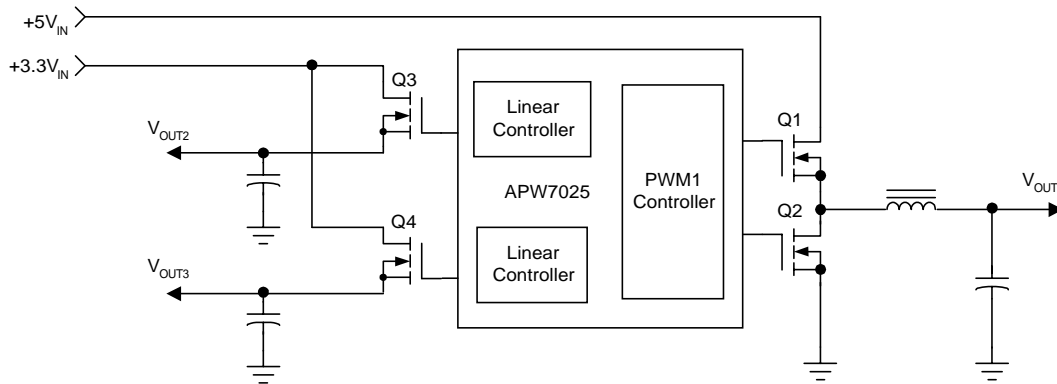 +5VIN
+3.3VIN
Q3
Linear
Controller
Q1
VOUT2
APW7025
PWM1
Controller
VOUT
Q4
Q2
Linear
Controller
VOUT3